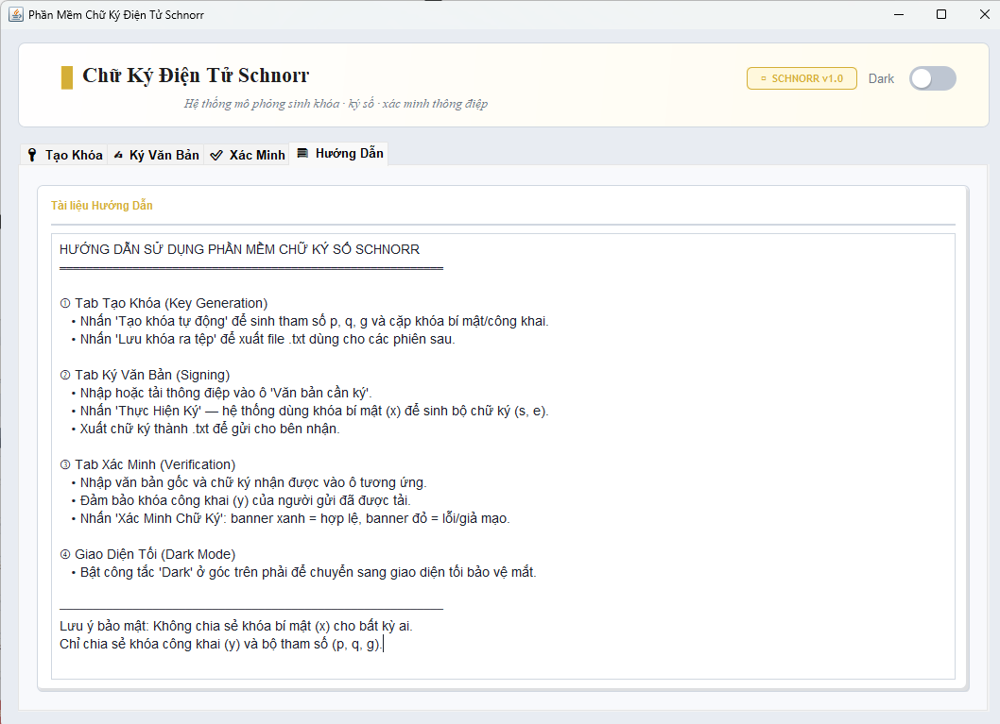 Phần Mềm Chữ Ký Điện Tử Schnorr
Chữ Ký Điện Tử Schnorr
Hệ thống mô phỏng sinh khóa · ký số · xác minh thông điệp
SCHNORR v1.0
Dark
Tạo Khóa
Ký Văn Bản
Xác Minh
Hướng Dẫn
Tài liệu Hướng Dẫn
HƯỚNG DẪN SỬ DỤNG PHẦN MỀM CHỮ KÝ SỐ SCHNORR
① Tab Tạo Khóa (Key Generation)
• Nhấn 'Tạo khóa tự động' để sinh tham số p, q, g và cặp khóa bí mật/công khai.
• Nhấn 'Lưu khóa ra tệp' để xuất file .txt dùng cho các phiên sau.
② Tab Ký Văn Bản (Signing)
• Nhập hoặc tải thông điệp vào ô 'Văn bản cần ký'.
• Nhấn 'Thực Hiện Ký' — hệ thống dùng khóa bí mật (x) để sinh bộ chữ ký (s, e).
• Xuất chữ ký thành .txt để gửi cho bên nhận.
③ Tab Xác Minh (Verification)
• Nhập văn bản gốc và chữ ký nhận được vào ô tương ứng.
• Đảm bảo khóa công khai (y) của người gửi đã được tải.
• Nhấn 'Xác Minh Chữ Ký': banner xanh = hợp lệ, banner đỏ = lỗi/giả mạo.
④ Giao Diện Tối (Dark Mode)
• Bật công tắc 'Dark' ở góc trên phải để chuyển sang giao diện tối bảo vệ mắt.
Lưu ý bảo mật: Không chia sẻ khóa bí mật (x) cho bất kỳ ai.
Chỉ chia sẻ khóa công khai (y) và bộ tham số (p, q, g).